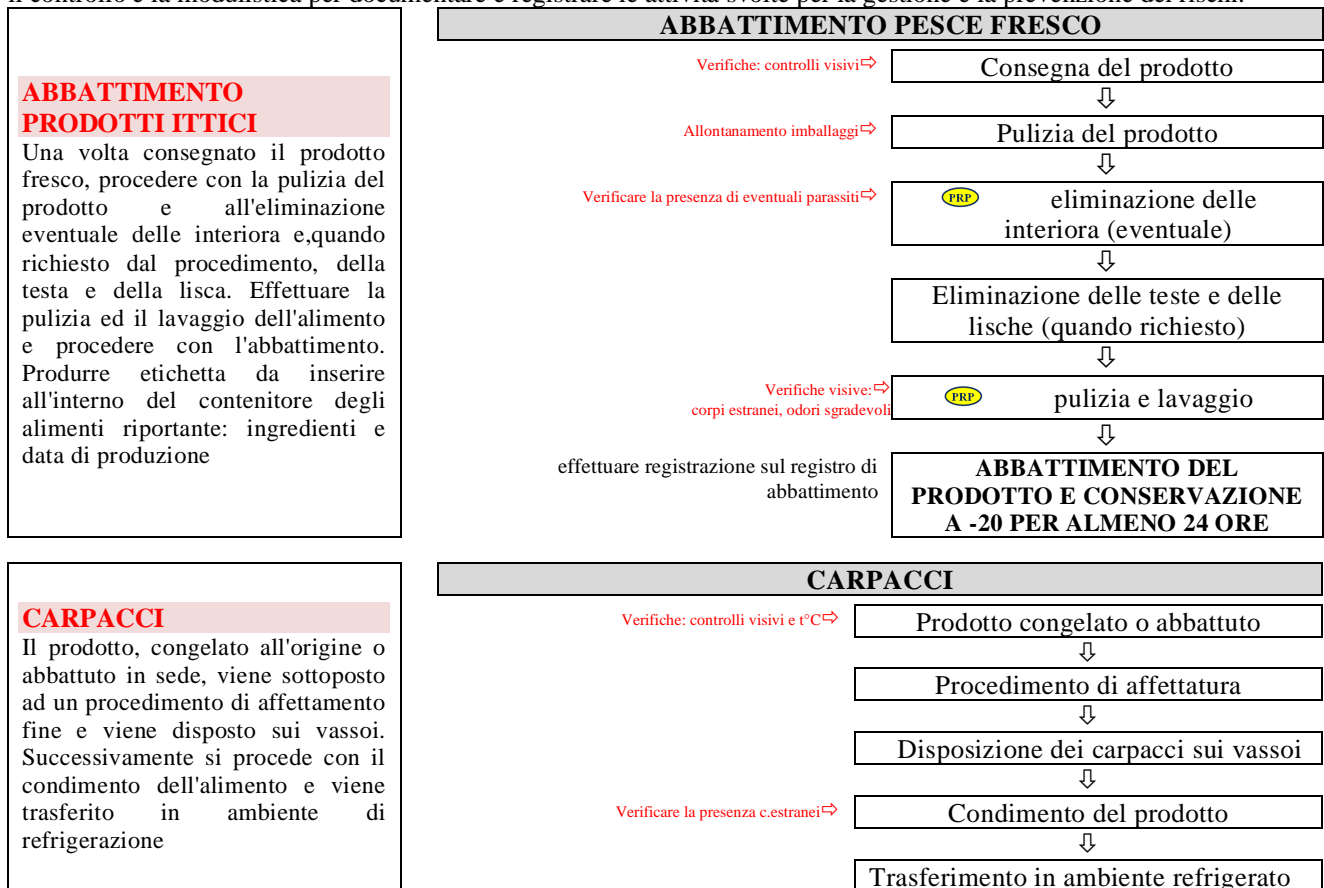 il controllo e la modulistica per documentare e registrare le attività svolte per la gestione e la prevenzione dei rischi.
ABBATTIMENTO
PRODOTTI ITTICI
Una volta consegnato il prodotto
fresco, procedere con la pulizia del
prodotto e all'eliminazione
eventuale delle interiora e,quando
richiesto dal procedimento, della
testa e della lisca. Effettuare la
pulizia ed il lavaggio dell'alimento
e procedere con l'abbattimento.
Produrre etichetta da inserire
all'interno del contenitore degli
alimenti riportante: ingredienti e
data di produzione
ABBATTIMENTO PESCE FRESCO
Verifiche: controlli visivi⇨ Consegna del prodotto
⇩
Allontanamento imballaggi⇨ Pulizia del prodotto
⇩
Verificare la presenza di eventuali parassiti⇨ PRP eliminazione delle
interiora (eventuale)
⇩
Eliminazione delle teste e delle
lische (quando richiesto)
⇩
Verifiche visive:⇨
corpi estranei, odori sgradevoli
PRP pulizia e lavaggio
⇩
effettuare registrazione sul registro di
abbattimento
ABBATTIMENTO DEL
PRODOTTO E CONSERVAZIONE
A -20 PER ALMENO 24 ORE
CARPACCI
Il prodotto, congelato all'origine o
abbattuto in sede, viene sottoposto
ad un procedimento di affettamento
fine e viene disposto sui vassoi.
Successivamente si procede con il
condimento dell'alimento e viene
trasferito in ambiente di
refrigerazione
CARPACCI
Verifiche: controlli visivi e t°C⇨ Prodotto congelato o abbattuto
⇩
Procedimento di affettatura
⇩
Disposizione dei carpacci sui vassoi
⇩
Verificare la presenza c.estranei⇨ Condimento del prodotto
⇩
Trasferimento in ambiente refrigerato